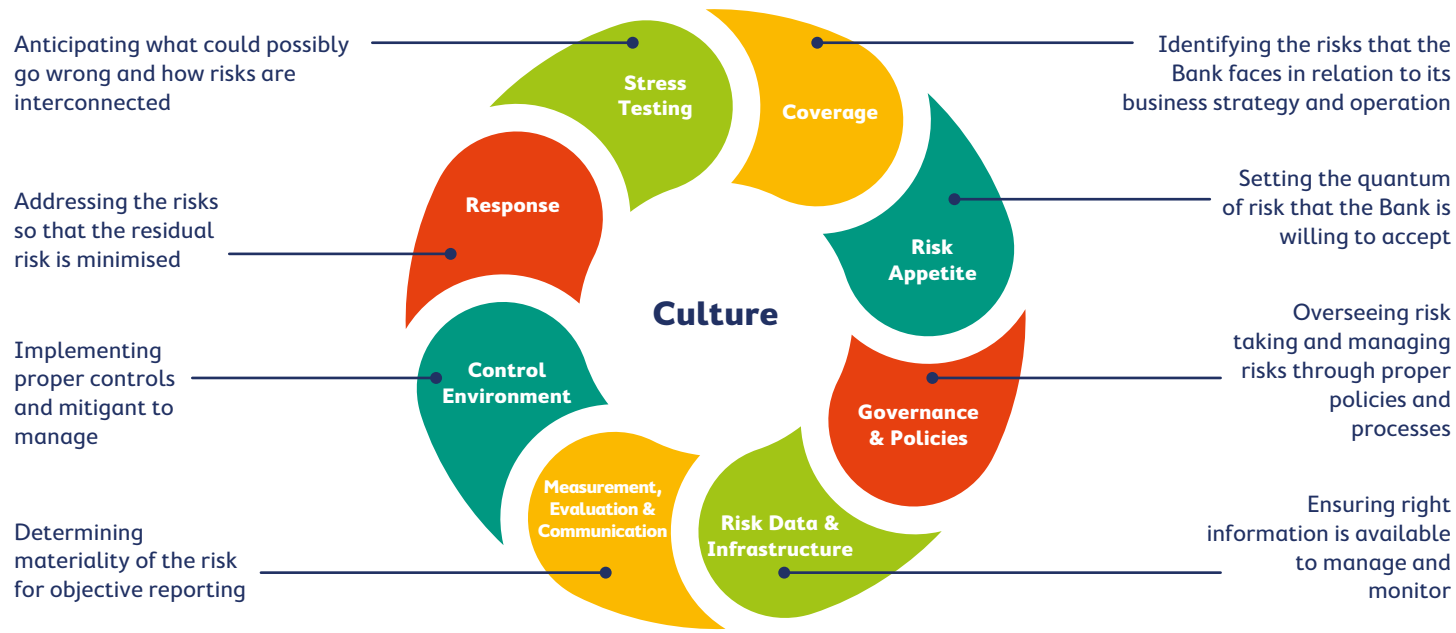 Anticipating what could possibly
go wrong and how risks are
interconnected
Stress
Testing
Coverage
Identifying the risks that the
Bank faces in relation to its
business strategy and operation
Addressing the risks
so that the residual
risk is minimised
Response
Risk
Appetite
Setting the quantum
of risk that the Bank is
willing to accept
Culture
Implementing
proper controls
and mitigant to
manage
Control
Environment
Governance
& Policies
Overseeing risk
taking and managing
risks through proper
policies and
processes
Determining
materiality of the risk
for objective reporting
Measurement,
Evaluation &
Communication
Risk Data &
Infrastructure
Ensuring right
information is available
to manage and
monitor